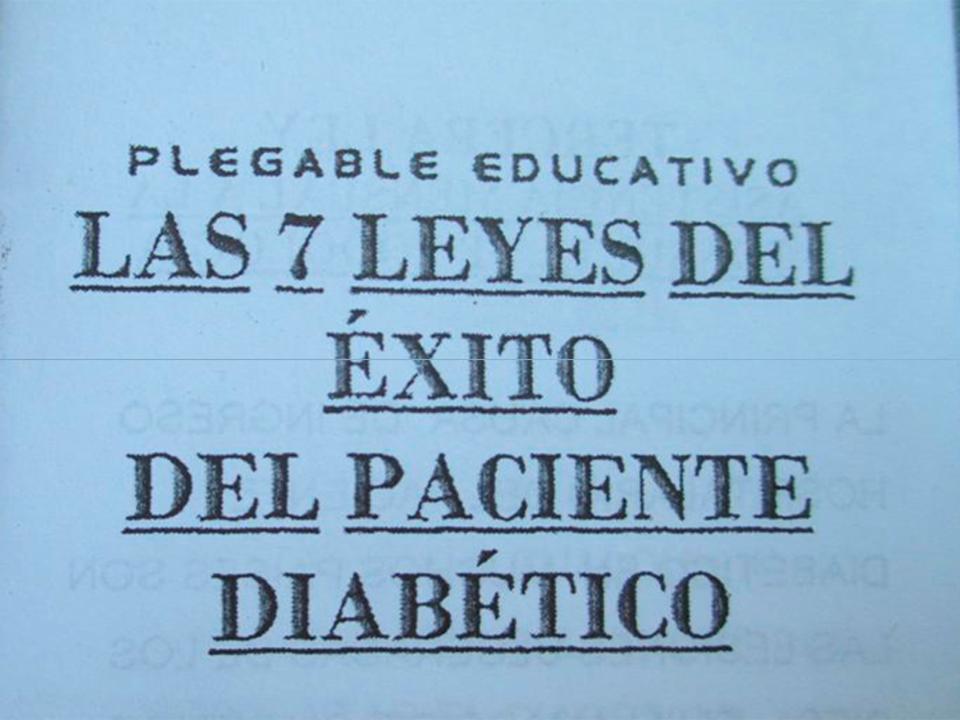 PLEGABLE EDUCATIVO
LAS 7 LEYES DEL
ÉXITO
DEL PACIENTE
DIABÉTICO